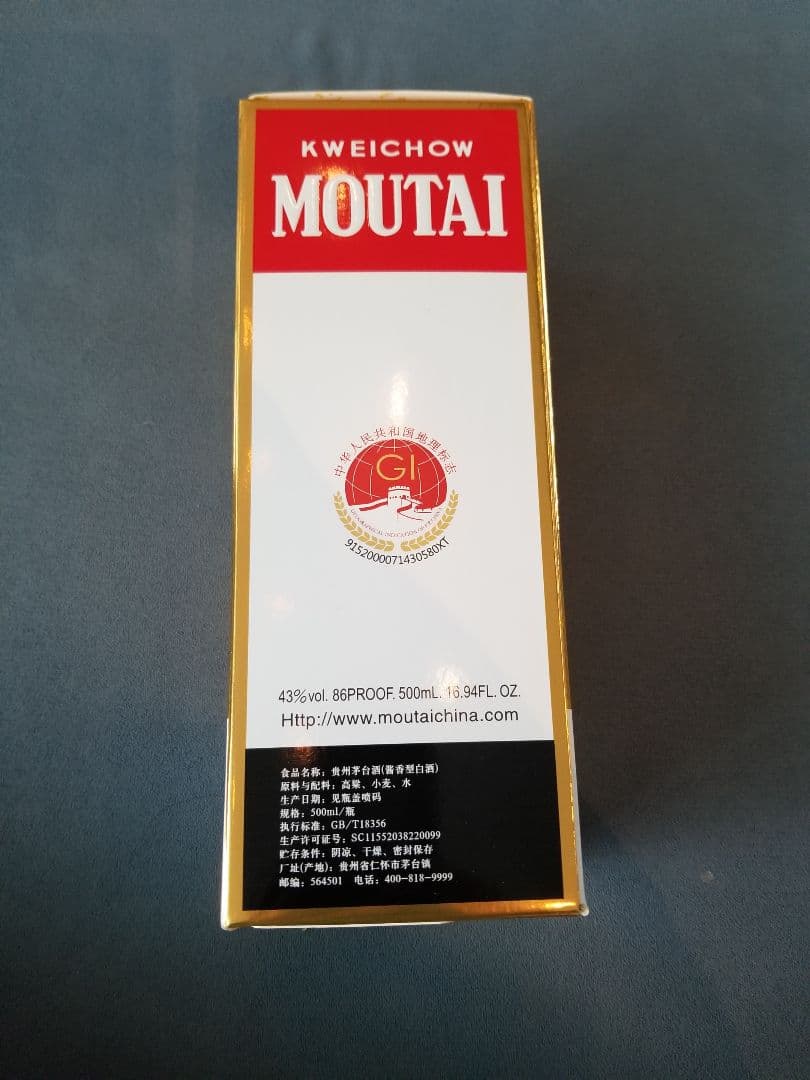 KWEICHOW
MOUTAI
中华人民共和国地理标志
GI
GEOGRAPHICAL INDICATION OF P.R.CHINA
9152000071430580XT
43%vol. 86PROOF. 500mL. 16.94FL. OZ.
Http://www.moutaichina.com
食品名称：贵州茅台酒(酱香型白酒)
原料与配料：高粱、小麦、水
生产日期：见瓶盖喷码
规格：500ml/瓶
执行标准：GB/T18356
生产许可证号：SC11552038220099
贮存条件：阴凉、干燥、密封保存
厂址(产地)：贵州省仁怀市茅台镇
邮编：564501 电话：400-818-9999